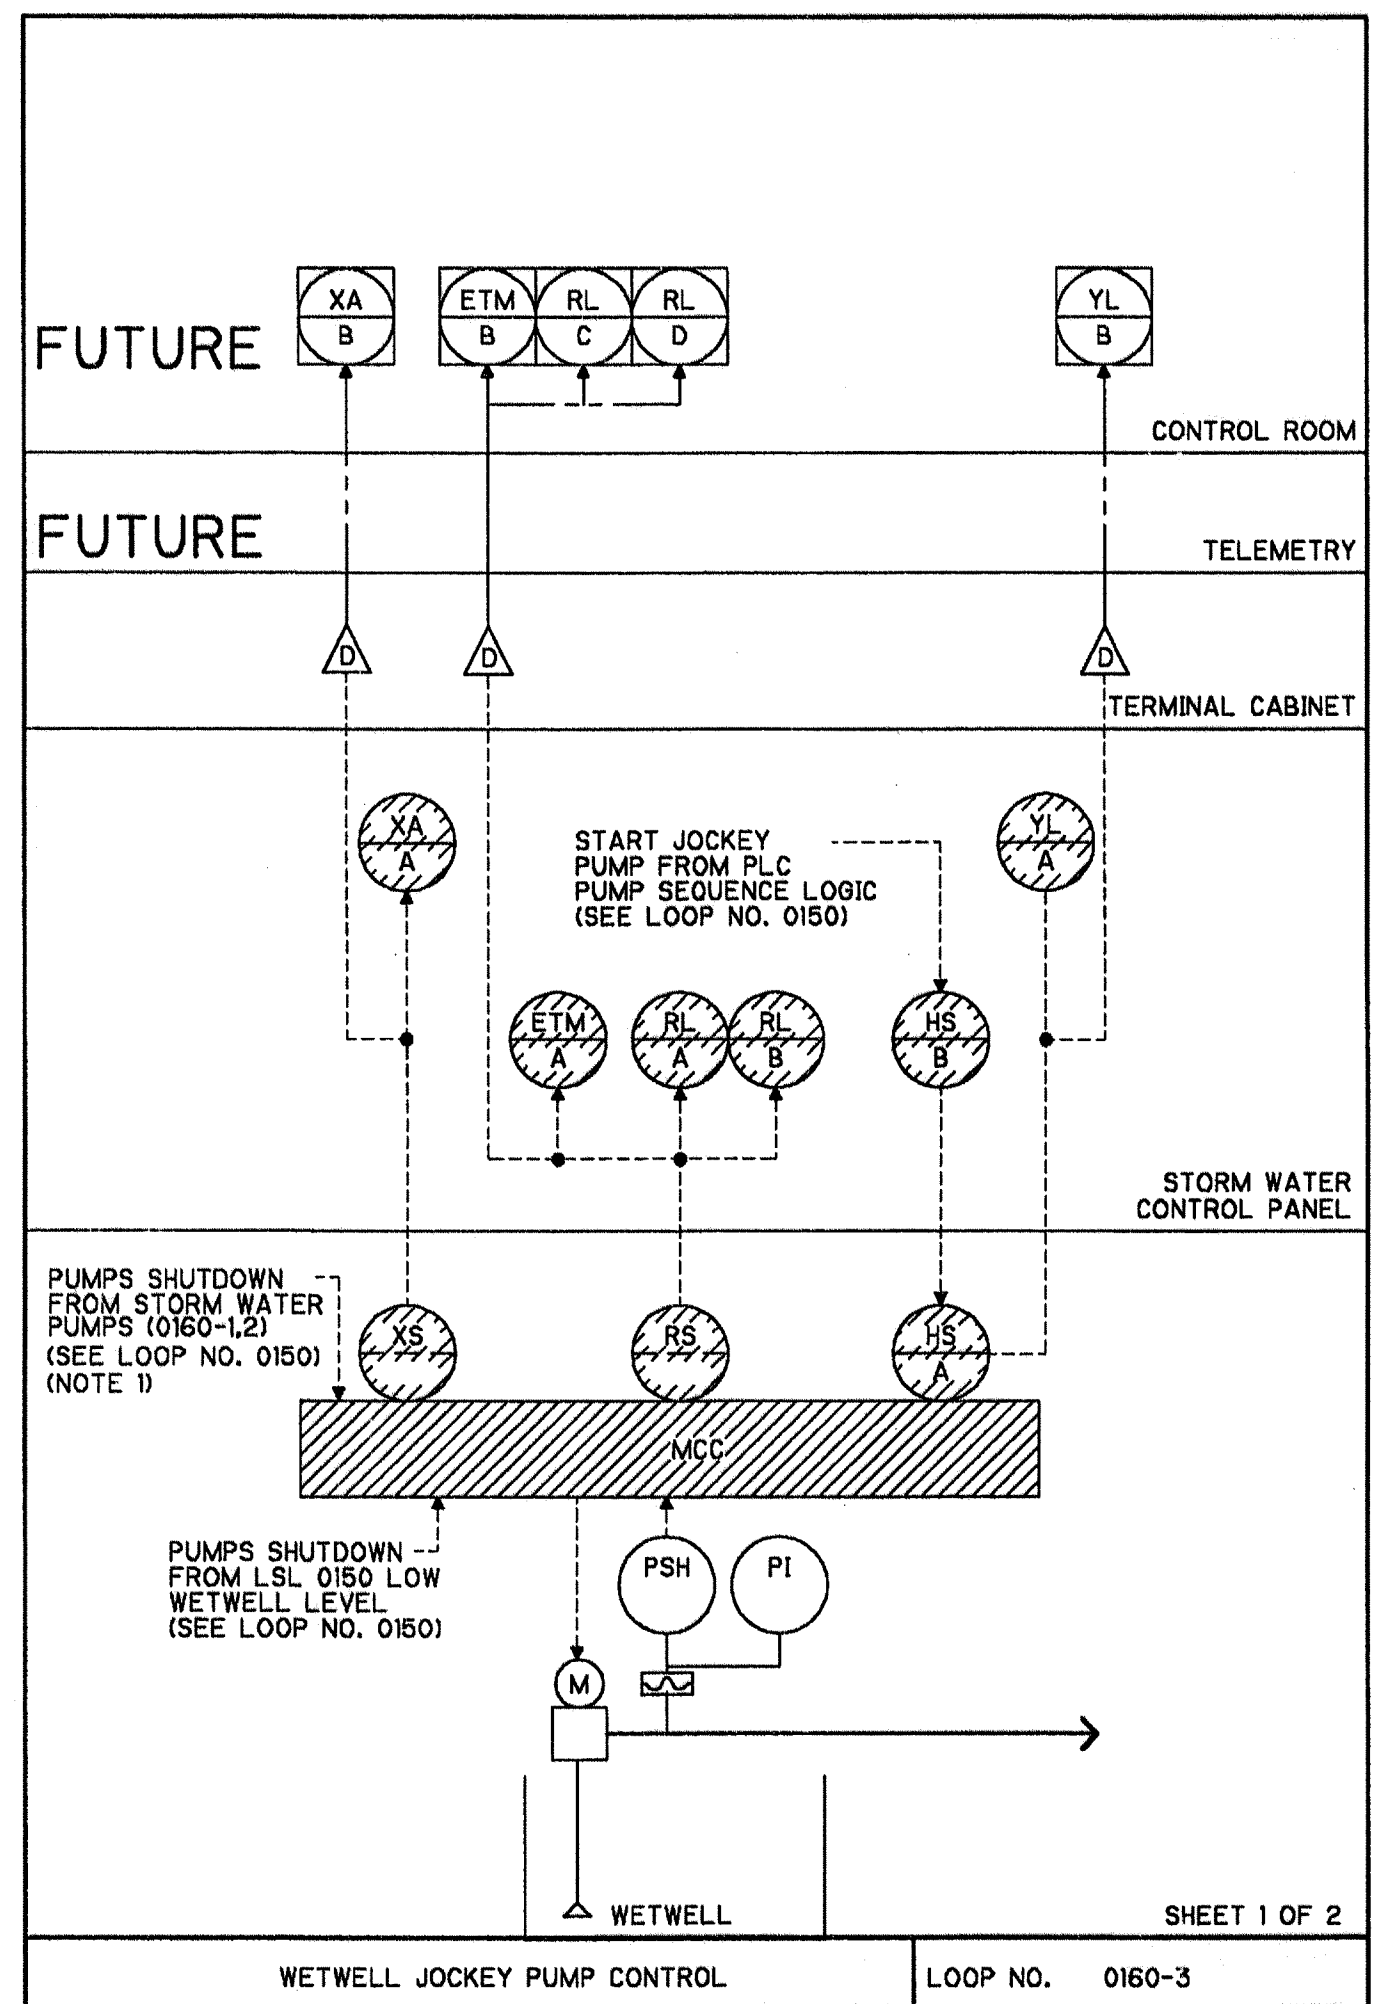 XA
B
ETM
B
RL
C
RL
D
YL
B
FUTURE
CONTROL ROOM
FUTURE
TELEMETRY
D
D
D
TERMINAL CABINET
XA
A
START JOCKEY
PUMP FROM PLC
PUMP SEQUENCE LOGIC
(SEE LOOP NO. 0150)
YL
A
ETM
A
RL
A
RL
B
HS
B
STORM WATER
CONTROL PANEL
PUMPS SHUTDOWN
FROM STORM WATER
PUMPS (0160-1,2)
(SEE LOOP NO. 0150)
(NOTE 1)
XS
RS
HS
A
MCC
PUMPS SHUTDOWN
FROM LSL 0150 LOW
WETWELL LEVEL
(SEE LOOP NO. 0150)
PSH
PI
M
WETWELL
SHEET 1 OF 2
WETWELL JOCKEY PUMP CONTROL
LOOP NO. 0160-3